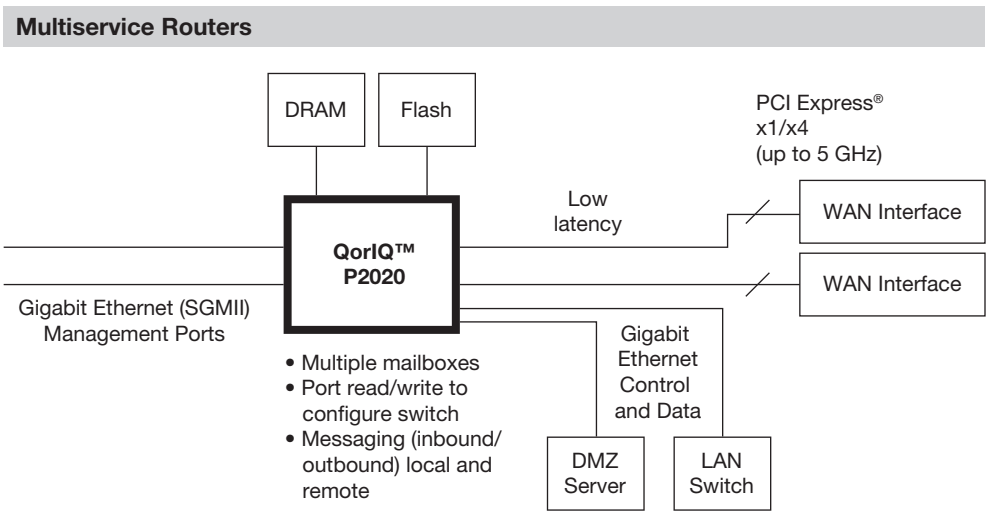 Multiservice Routers
DRAM
Flash
PCI Express®
x1/x4
(up to 5 GHz)
Low
latency
WAN Interface
QorIQ™
P2020
WAN Interface
Gigabit Ethernet (SGMII)
Management Ports
Gigabit
Ethernet
Control
and Data
• Multiple mailboxes
• Port read/write to
configure switch
• Messaging (inbound/
outbound) local and
remote
DMZ
Server
LAN
Switch